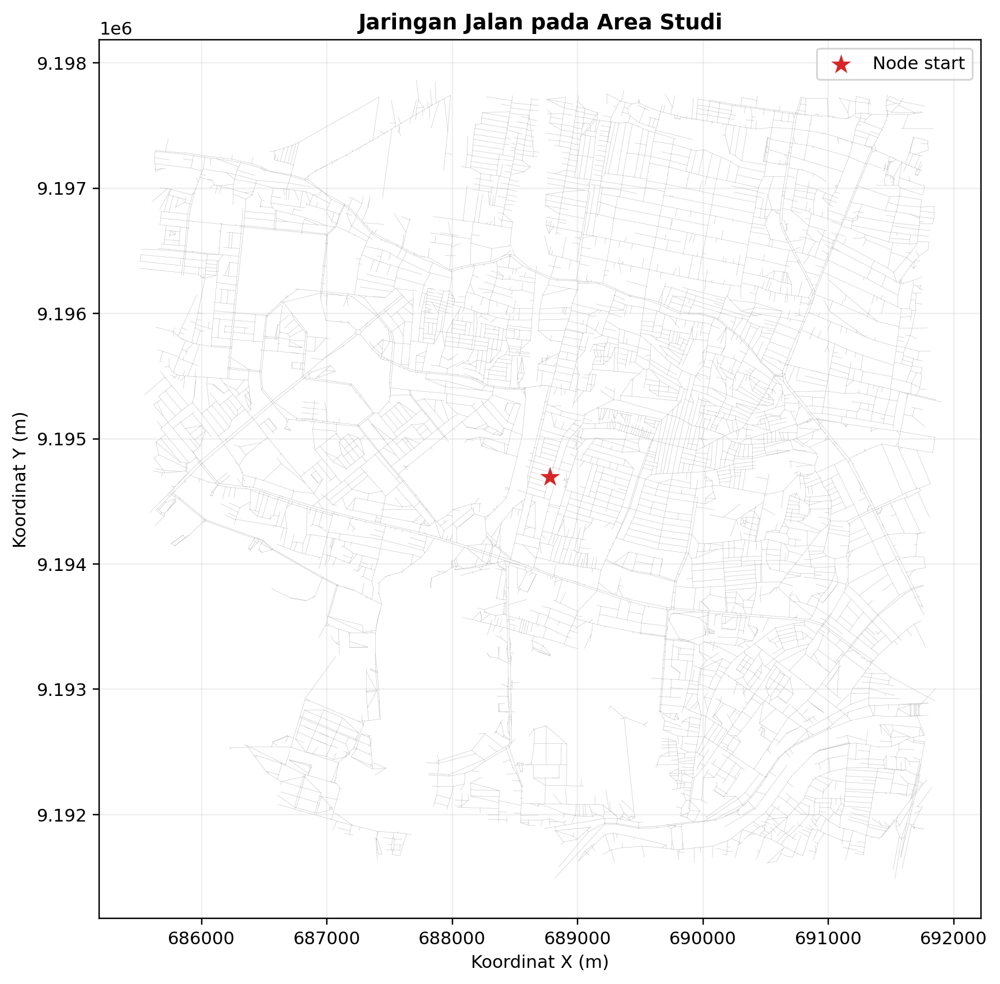 Jaringan Jalan pada Area Studi
1e6
Node start
9.198
9.197
9.196
9.195
9.194
9.193
9.192
Koordinat Y (m)
686000 687000 688000 689000 690000 691000 692000
Koordinat X (m)